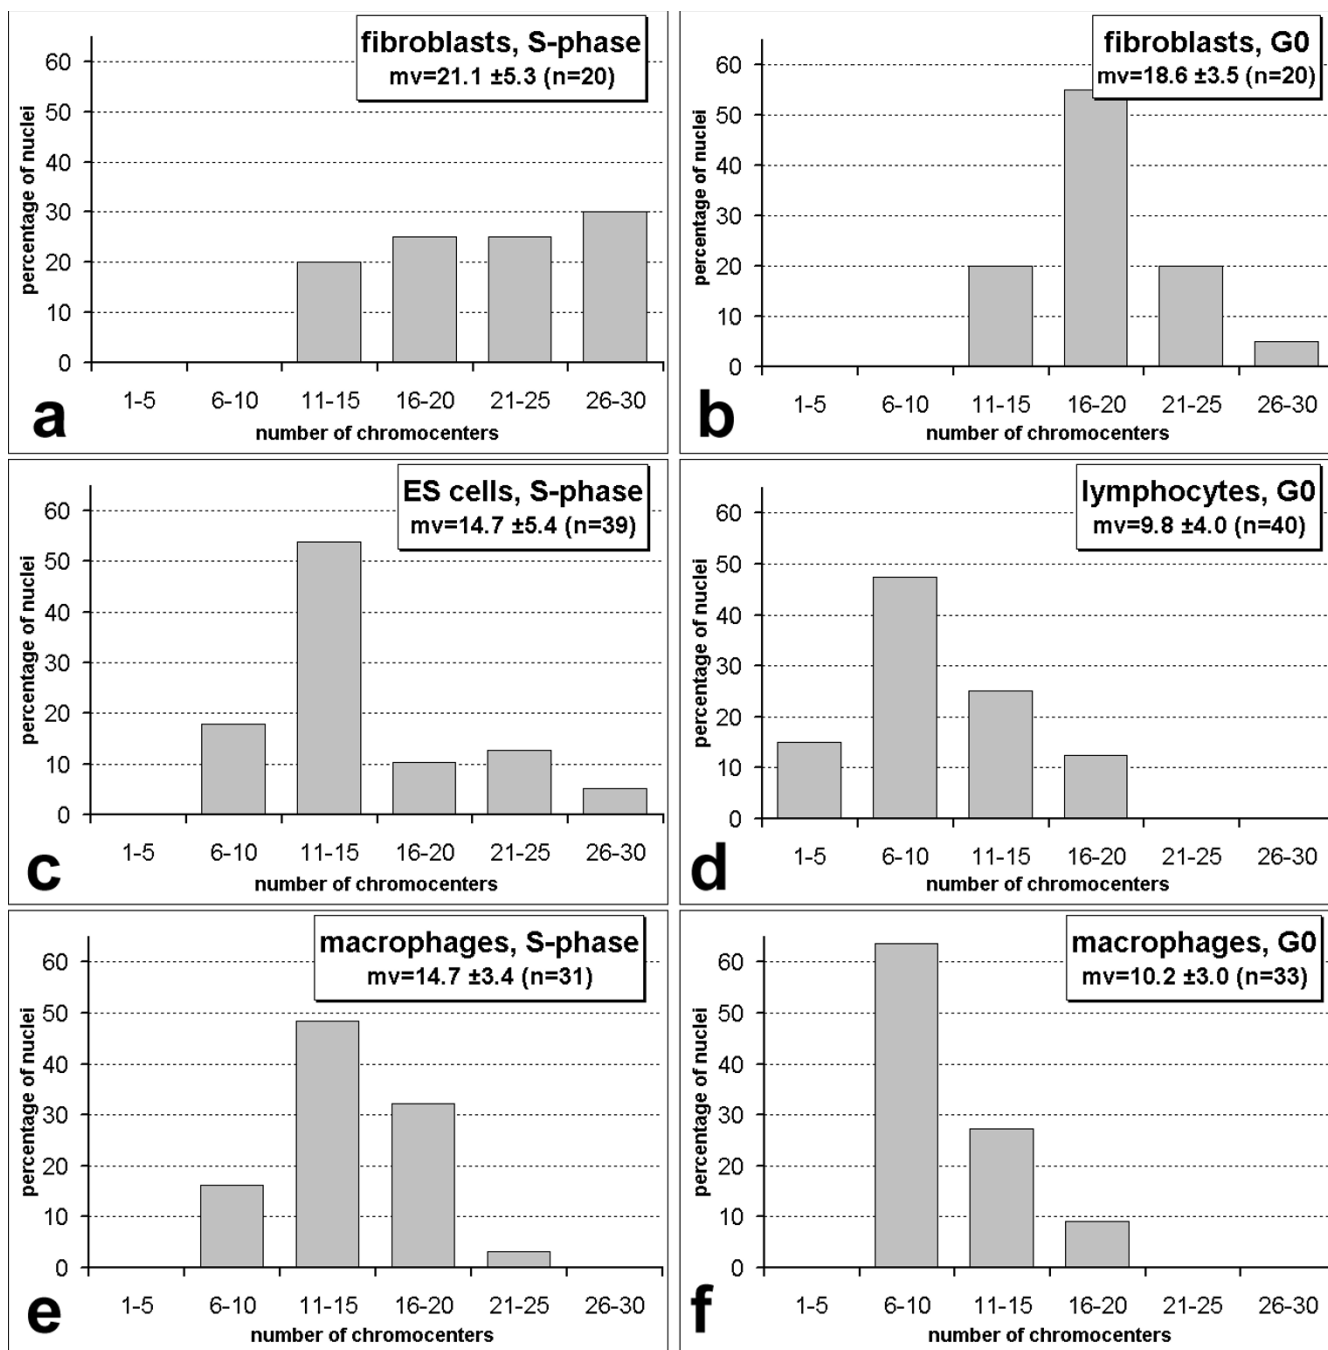 fibroblasts, S-phase
mv=21.1 ±5.3 (n=20)
percentage of nuclei
60
50
40
30
20
10
0
1-5 6-10 11-15 16-20 21-25 26-30
number of chromocenters
a
fibroblasts, G0
mv=18.6 ±3.5 (n=20)
percentage of nuclei
60
50
40
30
20
10
0
1-5 6-10 11-15 16-20 21-25 26-30
number of chromocenters
b
ES cells, S-phase
mv=14.7 ±5.4 (n=39)
percentage of nuclei
60
50
40
30
20
10
0
1-5 6-10 11-15 16-20 21-25 26-30
number of chromocenters
c
lymphocytes, G0
mv=9.8 ±4.0 (n=40)
percentage of nuclei
60
50
40
30
20
10
0
1-5 6-10 11-15 16-20 21-25 26-30
number of chromocenters
d
macrophages, S-phase
mv=14.7 ±3.4 (n=31)
percentage of nuclei
60
50
40
30
20
10
0
1-5 6-10 11-15 16-20 21-25 26-30
number of chromocenters
e
macrophages, G0
mv=10.2 ±3.0 (n=33)
percentage of nuclei
60
50
40
30
20
10
0
1-5 6-10 11-15 16-20 21-25 26-30
number of chromocenters
f